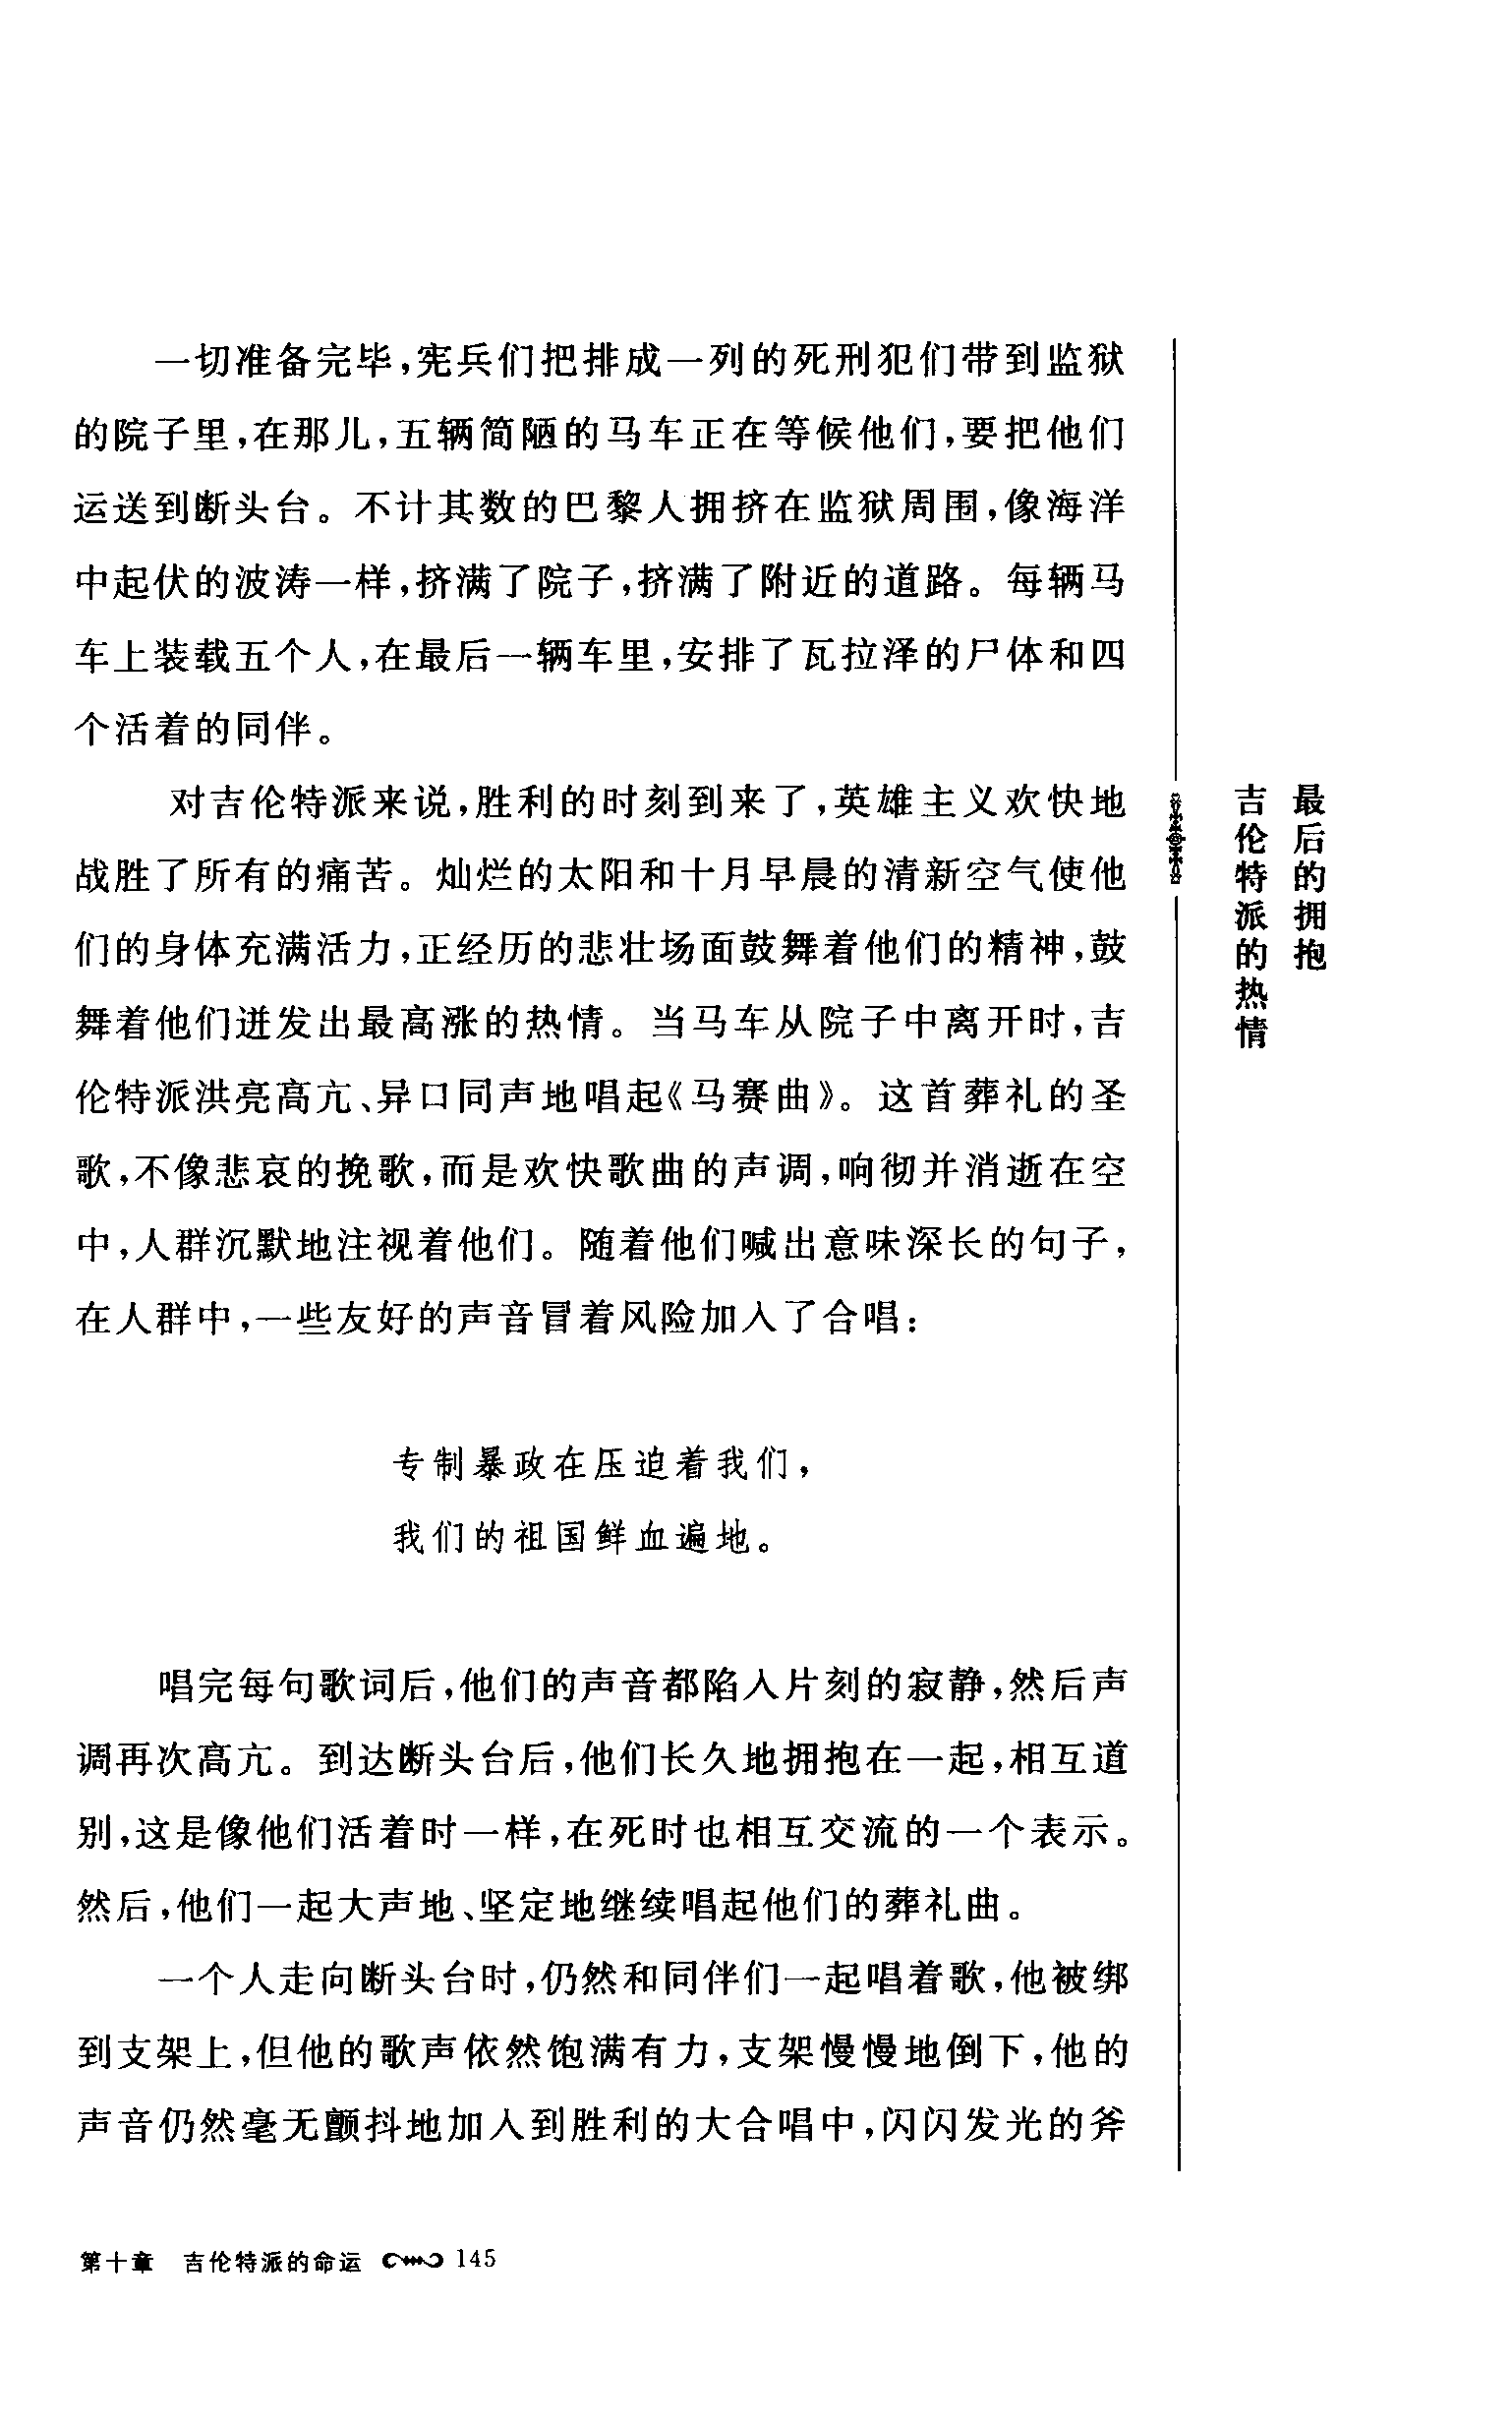 一切准备完毕,宪兵们把排成一列的死刑犯们带到监狱
的院子里,在那儿,五辆简陋的马车正在等候他们,要把他们
运送到断头台。不计其数的巴黎人拥挤在监狱周围,像海洋
中起伏的波涛一样,挤满了院子,挤满了附近的道路。每辆马
车上装载五个人,在最后一辆车里,安排了瓦拉泽的尸体和四
个活着的同伴。
对吉伦特派来说,胜利的时刻到来了,英雄主义欢快地
战胜了所有的痛苦。灿烂的太阳和十月早晨的清新空气使他
们的身体充满活力,正经历的悲壮场面鼓舞着他们的精神,鼓
舞着他们迸发出最高涨的热情。当马车从院子中离开时,吉
伦特派洪亮高亢、异口同声地唱起《马赛曲》。这首葬礼的圣
歌,不像悲哀的挽歌,而是欢快歌曲的声调,响彻并消逝在空
中,人群沉默地注视着他们。随着他们喊出意味深长的句子,
在人群中,一些友好的声音冒着风险加入了合唱:
专制暴政在压迫着我们,
我们的祖国鲜血遍地。
唱完每句歌词后,他们的声音都陷入片刻的寂静,然后声
调再次高亢。到达断头台后,他们长久地拥抱在一起,相互道
别,这是像他们活着时一样,在死时也相互交流的一个表示。
然后,他们一起大声地、坚定地继续唱起他们的葬礼曲。
一个人走向断头台时,仍然和同伴们一起唱着歌,他被绑
到支架上,但他的歌声依然饱满有力,支架慢慢地倒下,他的
声音仍然毫无颤抖地加入到胜利的大合唱中,闪闪发光的斧
最后的拥抱
吉伦特派的热情
第十章 吉伦特派的命运 145